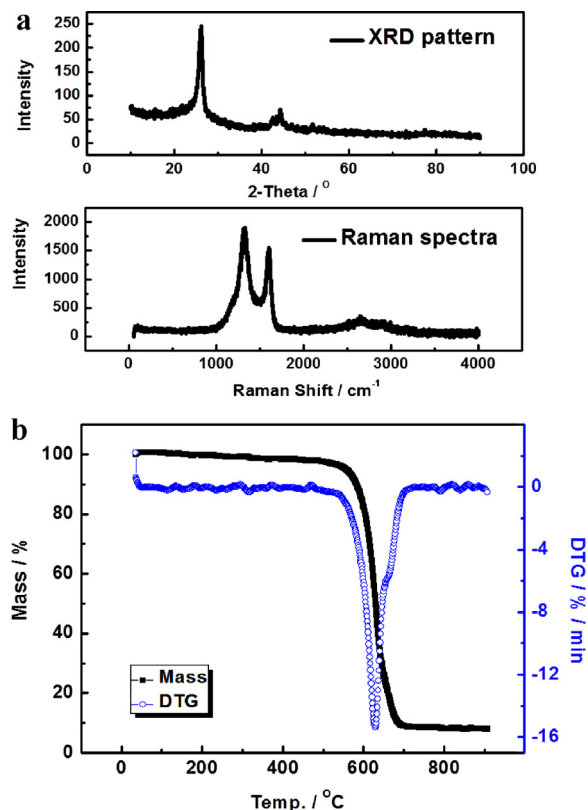 a
XRD pattern
250
200
150
100
50
0
Intensity
0 20 40 60 80 100
2-Theta / °
Raman spectra
2000
1500
1000
500
0
Intensity
0 1000 2000 3000 4000
Raman Shift / cm⁻¹
b
100
80
60
40
20
0
Mass / %
0
-4
-8
-12
-16
DTG / % / min
Mass
DTG
0 200 400 600 800
Temp. / °C